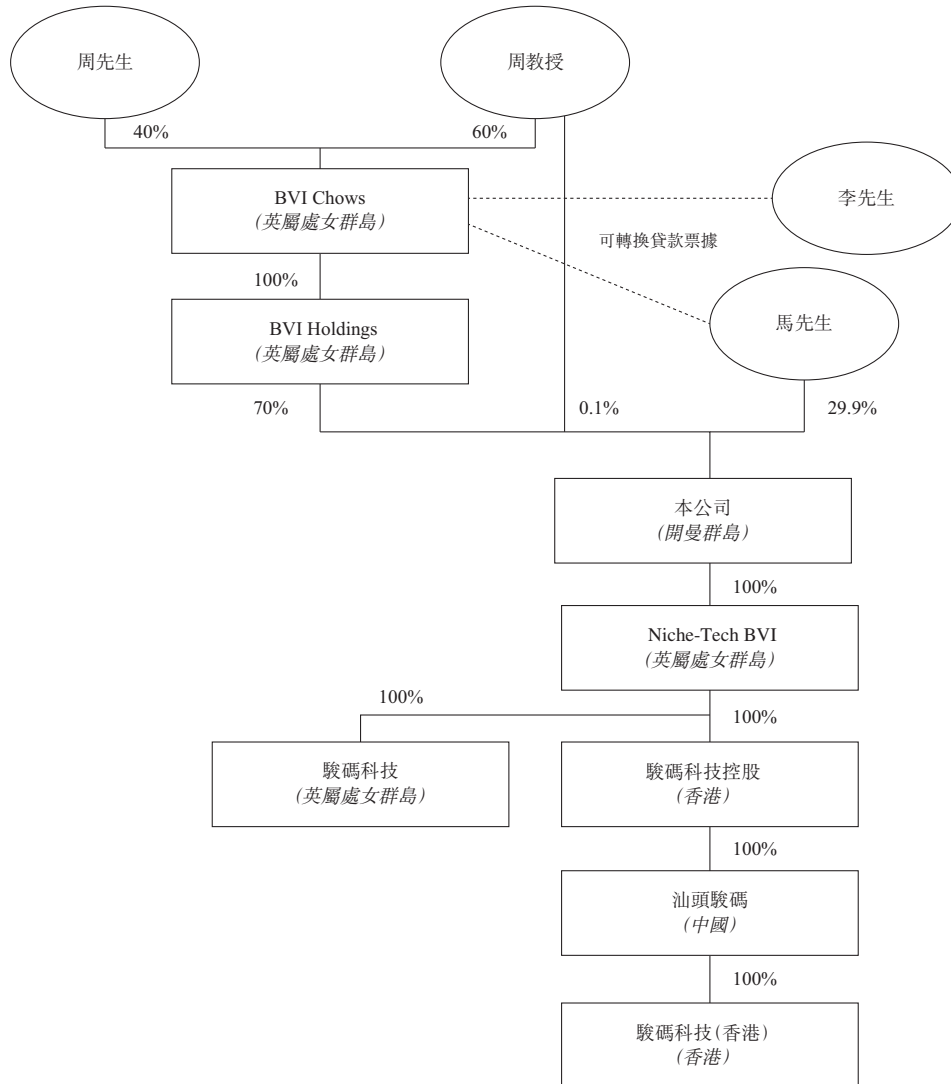 周先生
周教授
40%
60%
BVI Chows
(英屬處女群島)
李先生
可轉換貸款票據
100%
BVI Holdings
(英屬處女群島)
馬先生
70%
0.1%
29.9%
本公司
(開曼群島)
100%
Niche-Tech BVI
(英屬處女群島)
100%
100%
駿碼科技
(英屬處女群島)
駿碼科技控股
(香港)
100%
汕頭駿碼
(中國)
100%
駿碼科技(香港)
(香港)